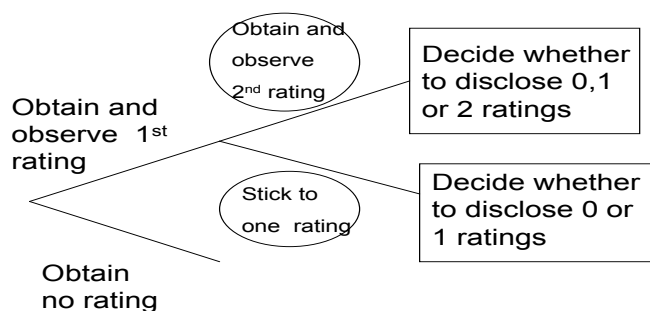 Obtain and
observe
2nd rating
Decide whether
to disclose 0,1
or 2 ratings
Obtain and
observe 1st
rating
Stick to
one rating
Decide whether
to disclose 0 or
1 ratings
Obtain
no rating